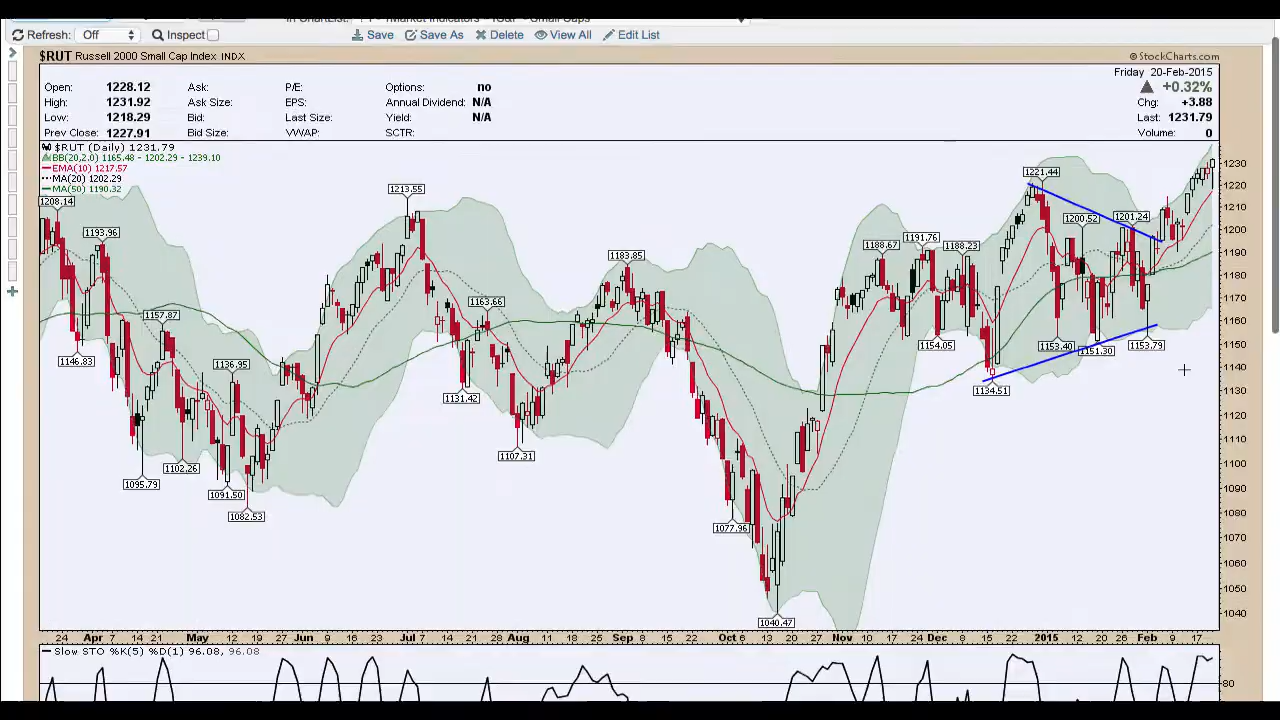 Refresh: Off Inspect Save Save As Delete View All Edit List
$RUT Russell 2000 Small Cap Index INDX © StockCharts.com
Friday 20-Feb-2015
Open: 1228.12 Ask: P/E: Options: no +0.32%
High: 1231.92 Ask Size: EPS: Annual Dividend: N/A Chg: +3.88
Low: 1218.29 Bid: Last Size: Yield: N/A Last: 1231.79
Prev Close: 1227.91 Bid Size: VWAP: SCTR: Volume: 0
$RUT (Daily) 1231.79
BB(20,2.0) 1165.48 - 1202.29 - 1239.10
EMA(10) 1217.57
MA(20) 1202.29
MA(50) 1190.32
1230
1221.44
1220
1213.55
1208.14
1210
1200.52 1201.24
1200
1193.96
1191.76
1190
1188.67 1188.23
1183.85
1180
1170
1163.66
1160
1157.87
1154.05 1153.40 1151.30 1153.79
1150
1146.83
1140
1136.95
1134.51
1131.42
1130
1120
1110
1107.31
1102.26
1100
1095.79
1091.50
1090
1082.53
1080
1077.96
1070
1060
1050
1040
1040.47
24 Apr 7 14 21 May 12 19 27 Jun 9 16 23 Jul 7 14 21 Aug 11 18 25 Sep 8 15 22 Oct 6 13 20 27 Nov 10 17 24 Dec 8 15 22 2015 12 20 26 Feb 9 17
Slow STO %K(5) %D(1) 96.08, 96.08
80